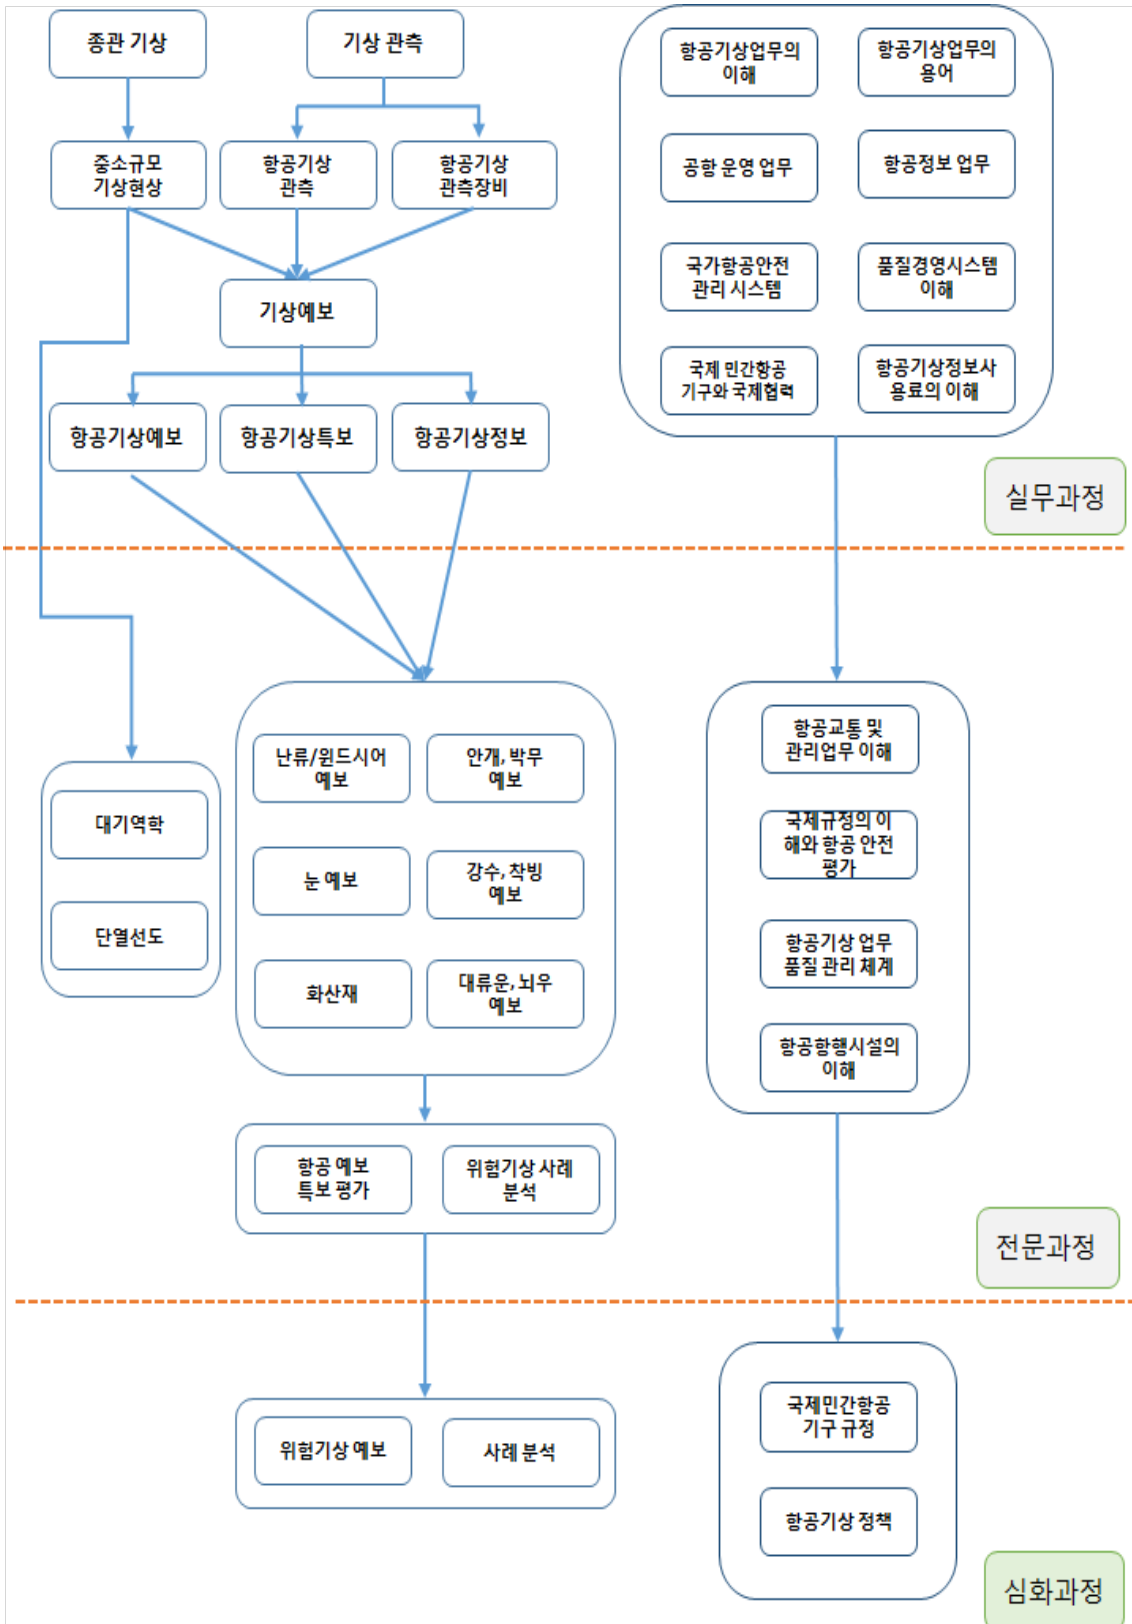 종관 기상
기상 관측
중소규모
기상현상
항공기상
관측
항공기상
관측장비
기상예보
항공기상예보
항공기상특보
항공기상정보
항공기상업무의
이해
항공기상업무의
용어
공항 운영 업무
항공정보 업무
국가항공안전
관리 시스템
품질경영시스템
이해
국제 민간항공
기구와 국제협력
항공기상정보사
용료의 이해
실무과정
대기역학
단열선도
난류/윈드시어
예보
안개, 박무
예보
눈 예보
강수, 착빙
예보
화산재
대류운, 뇌우
예보
항공 예보
특보 평가
위험기상 사례
분석
항공교통 및
관리업무 이해
국제규정의 이
해와 항공 안전
평가
항공기상 업무
품질 관리 체계
항공항행시설의
이해
전문과정
위험기상 예보
사례 분석
국제민간항공
기구 규정
항공기상 정책
심화과정